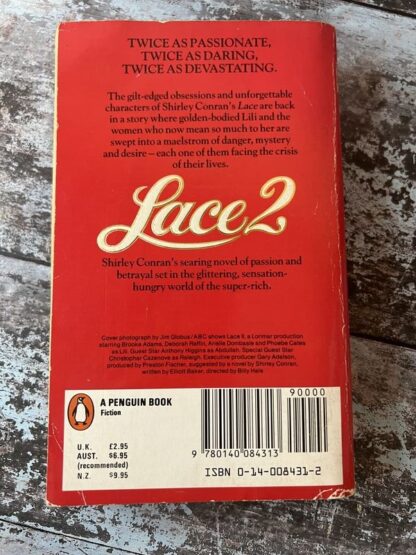 TWICE AS PASSIONATE,
TWICE AS DARING,
TWICE AS DEVASTATING.
The gilt-edged obsessions and unforgettable
characters of Shirley Conran's Lace are back
in a story where golden-bodied Lili and the
women who now mean so much to her are
swept into a maelstrom of danger, mystery
and desire – each one of them facing the crisis
of their lives.
Lace 2
Shirley Conran's searing novel of passion and
betrayal set in the glittering, sensation-
hungry world of the super-rich.
Cover photograph by Jim Globus / ABC shows Lace II, a Lorimar production
starring Brooke Adams, Deborah Raffin, Arielle Dombasle and Phoebe Cates
as Lili. Guest Star Anthony Higgins as Abdullah. Special Guest Star
Christopher Cazenove as Raleigh. Executive producer Gary Adelson,
produced by Preston Fischer, suggested by a novel by Shirley Conran,
written by Elliott Baker, directed by Billy Hale
A PENGUIN BOOK
Fiction
U.K. £2.95
AUST. $6.95
(recommended)
N.Z. $9.95
90000
9 780140 084313
ISBN 0-14-008431-2